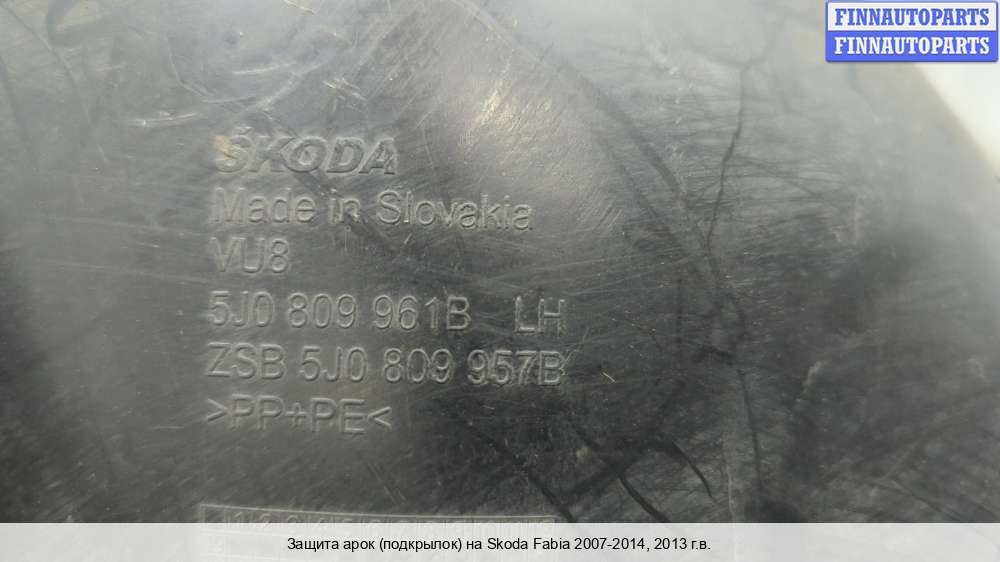 FINNAUTOPARTS
FINNAUTOPARTS
ŠKODA
Made in Slovakia
VU8
5J0 809 961B LH
ZSB 5J0 809 957B
>PP+PE<
Защита арок (подкрылок) на Skoda Fabia 2007-2014, 2013 г.в.